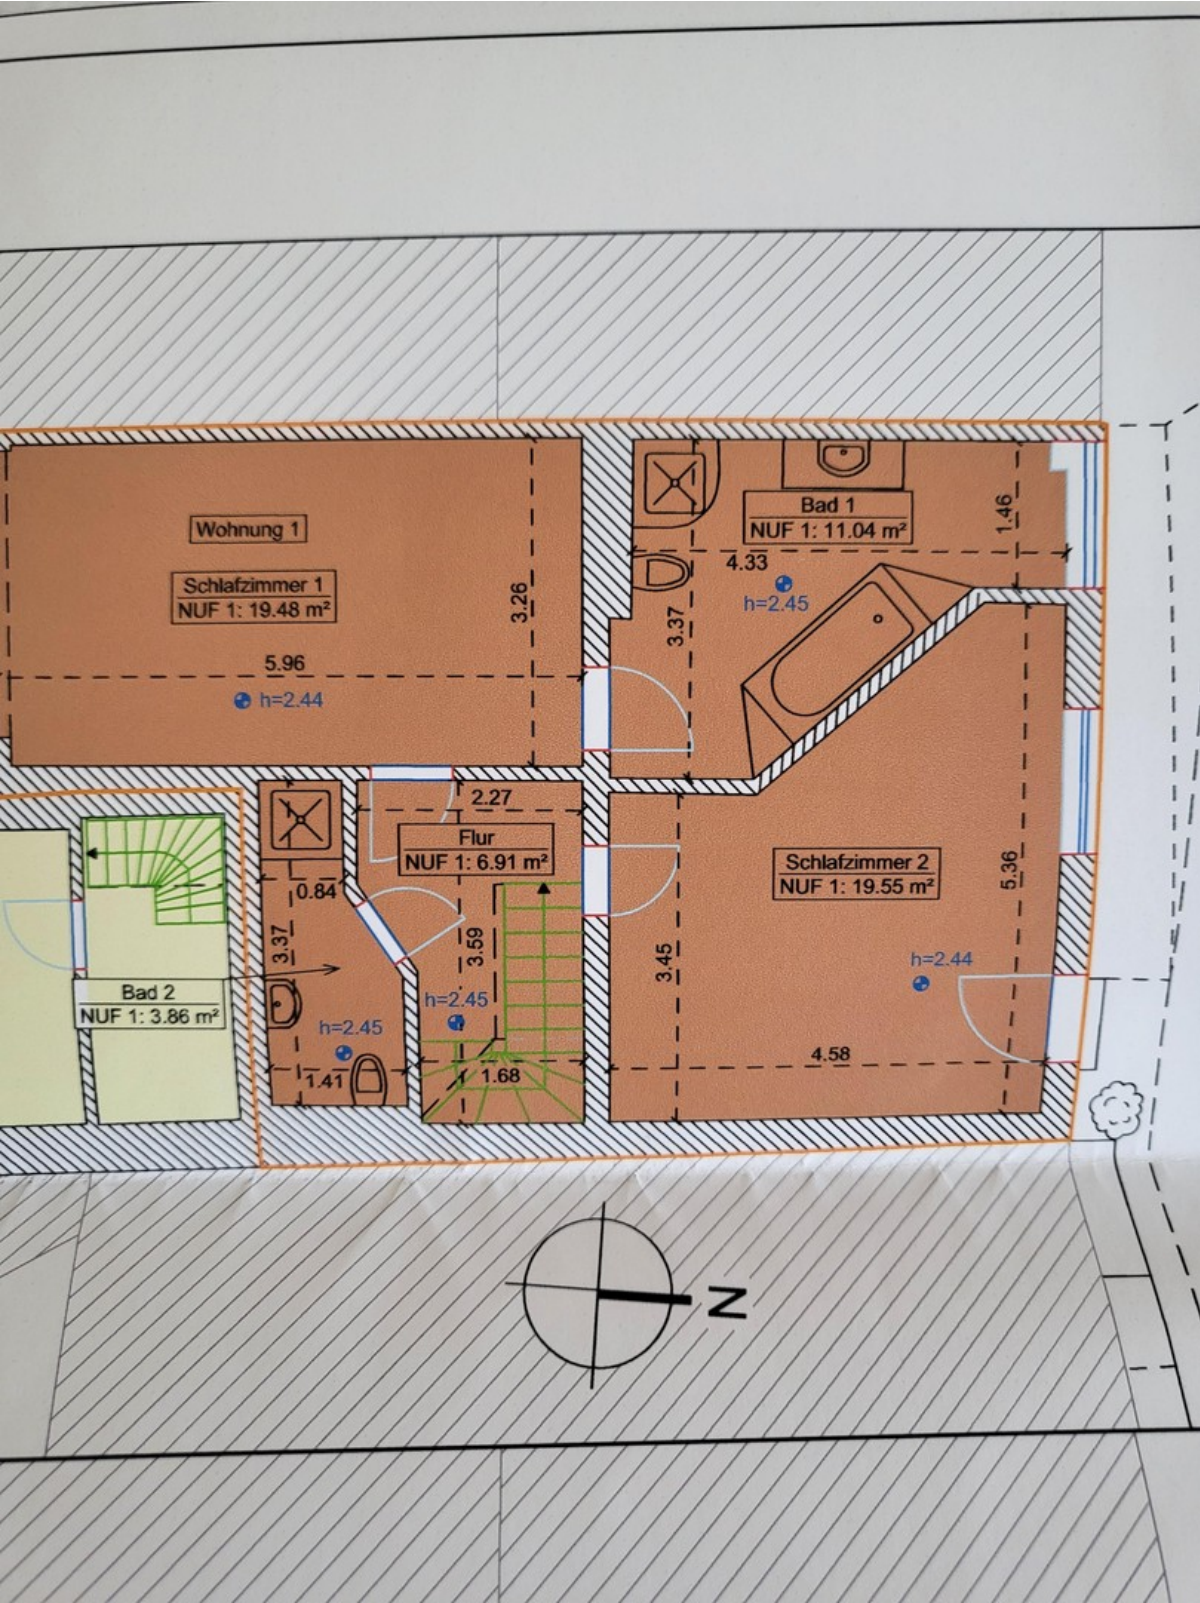 Wohnung 1
Schlafzimmer 1
NUF 1: 19.48 m²
5.96
h=2.44
3.26
Bad 1
NUF 1: 11.04 m²
1.46
4.33
h=2.45
3.37
2.27
Flur
NUF 1: 6.91 m²
0.84
3.37
3.59
h=2.45
h=2.45
1.41
1.68
Bad 2
NUF 1: 3.86 m²
Schlafzimmer 2
NUF 1: 19.55 m²
5.36
3.45
h=2.44
4.58
N